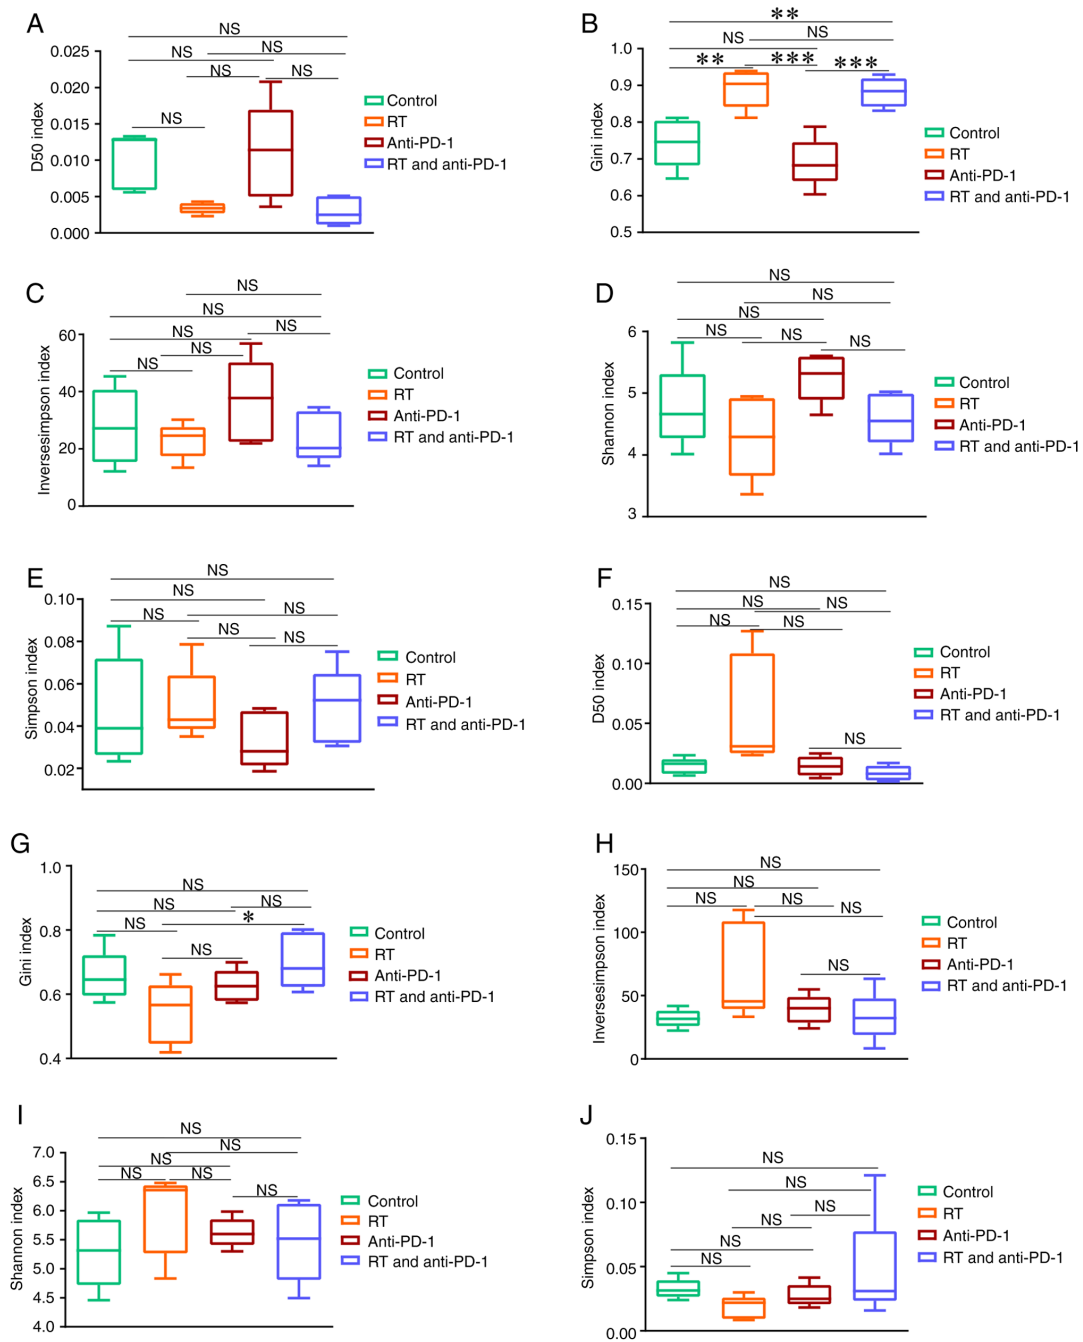 A
NS
NS
NS
NS
NS
NS
0.025
0.020
0.015
0.010
0.005
0.000
D50 index
Control
RT
Anti-PD-1
RT and anti-PD-1
B
**
NS
NS
**
***
***
1.0
0.9
0.8
0.7
0.6
0.5
Gini index
Control
RT
Anti-PD-1
RT and anti-PD-1
C
NS
NS
NS
NS
NS
NS
60
40
20
0
Inversesimpson index
Control
RT
Anti-PD-1
RT and anti-PD-1
D
NS
NS
NS
NS
NS
NS
6
5
4
3
Shannon index
Control
RT
Anti-PD-1
RT and anti-PD-1
E
NS
NS
NS
NS
NS
NS
0.10
0.08
0.06
0.04
0.02
Simpson index
Control
RT
Anti-PD-1
RT and anti-PD-1
F
NS
NS
NS
NS
NS
NS
0.15
0.10
0.05
0.00
D50 index
Control
RT
Anti-PD-1
RT and anti-PD-1
G
NS
NS
NS
NS
*
NS
1.0
0.8
0.6
0.4
Gini index
Control
RT
Anti-PD-1
RT and anti-PD-1
H
NS
NS
NS
NS
NS
NS
150
100
50
0
Inversesimpson index
Control
RT
Anti-PD-1
RT and anti-PD-1
I
NS
NS
NS
NS
NS
NS
7.0
6.5
6.0
5.5
5.0
4.5
4.0
Shannon index
Control
RT
Anti-PD-1
RT and anti-PD-1
J
NS
NS
NS
NS
NS
NS
0.15
0.10
0.05
0.00
Simpson index
Control
RT
Anti-PD-1
RT and anti-PD-1